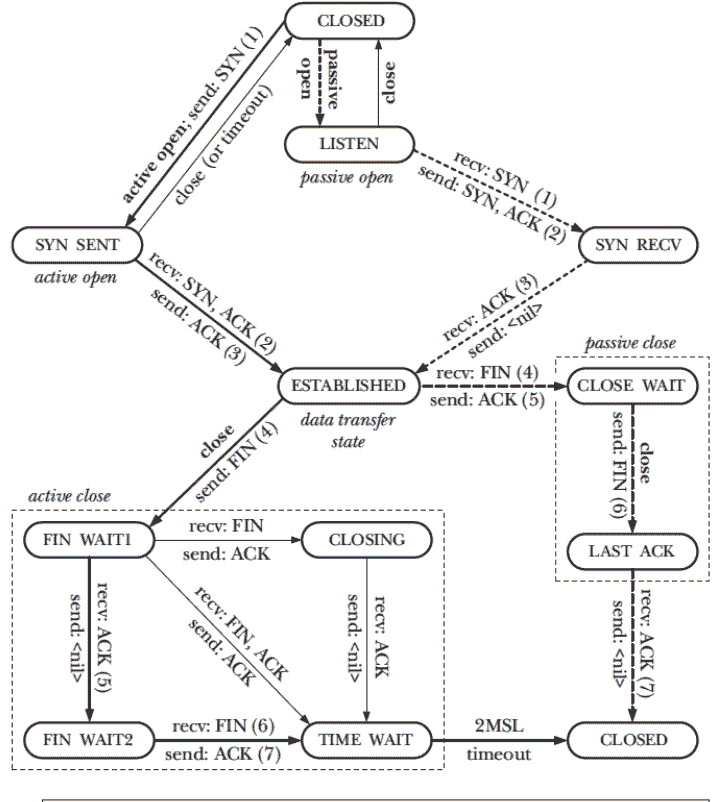 CLOSED
active open; send: SYN (1)
close (or timeout)
passive
open
close
LISTEN
passive open
recv: SYN (1)
send: SYN, ACK (2)
SYN SENT
active open
SYN RECV
recv: SYN, ACK (2)
send: ACK (3)
recv: ACK (3)
send: <nil>
ESTABLISHED
data transfer
state
recv: FIN (4)
send: ACK (5)
passive close
CLOSE WAIT
close
send: FIN (6)
LAST ACK
recv: ACK (7)
send: <nil>
close
send: FIN (4)
active close
FIN WAIT1
recv: FIN
send: ACK
CLOSING
recv: ACK (5)
send: <nil>
recv: FIN, ACK
send: ACK
recv: ACK
send: <nil>
FIN WAIT2
recv: FIN (6)
send: ACK (7)
TIME WAIT
2MSL
timeout
CLOSED